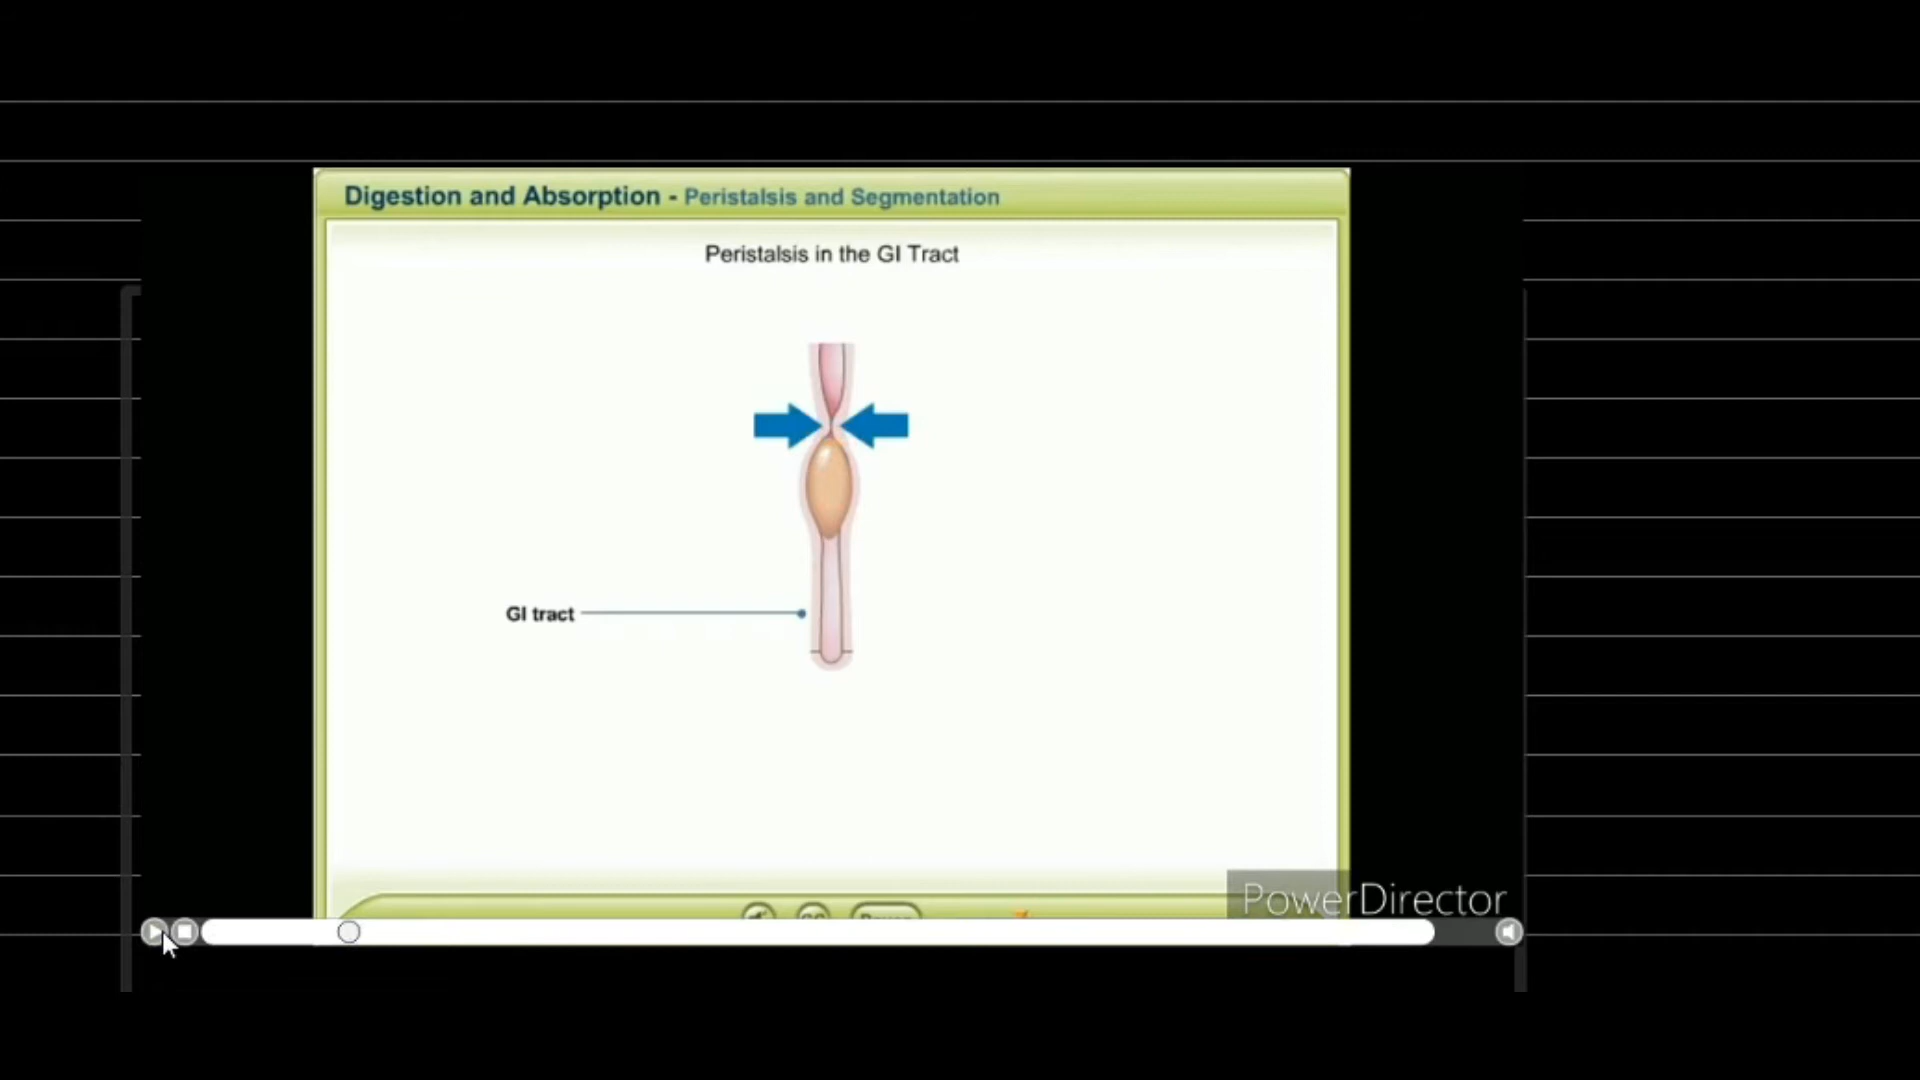 Digestion and Absorption - Peristalsis and Segmentation
Peristalsis in the GI Tract
GI tract
PowerDirector